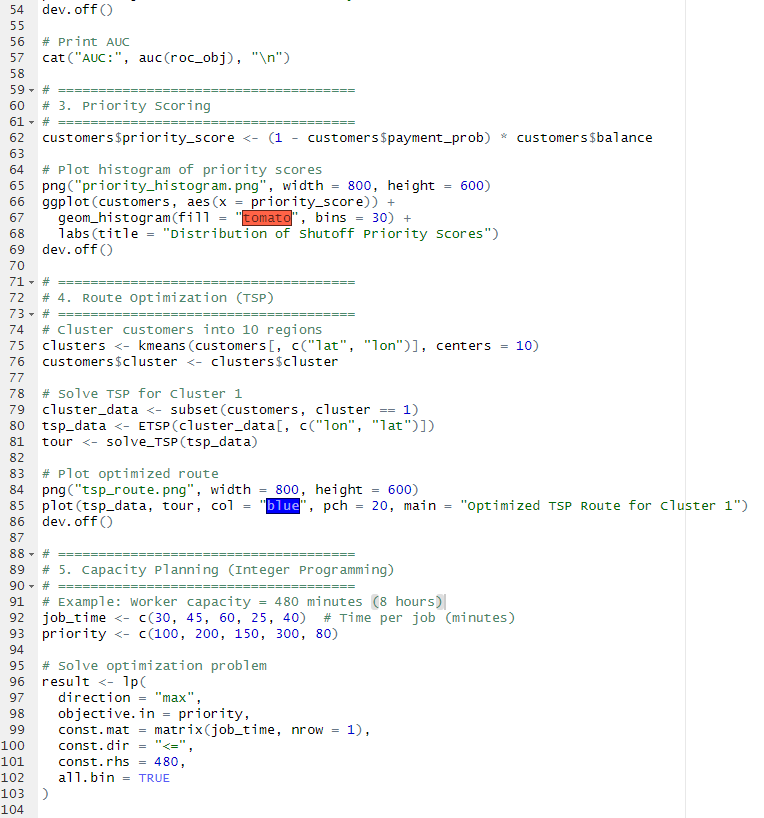 54 dev.off()
55
56 # Print AUC
57 cat("AUC:", auc(roc_obj), "\n")
58
59 # =====================================
60 # 3. Priority Scoring
61 # =====================================
62 customers$priority_score <- (1 - customers$payment_prob) * customers$balance
63
64 # Plot histogram of priority scores
65 png("priority_histogram.png", width = 800, height = 600)
66 ggplot(customers, aes(x = priority_score)) +
67   geom_histogram(fill = "tomato", bins = 30) +
68   labs(title = "Distribution of Shutoff Priority Scores")
69 dev.off()
70
71 # =====================================
72 # 4. Route Optimization (TSP)
73 # =====================================
74 # Cluster customers into 10 regions
75 clusters <- kmeans(customers[, c("lat", "lon")], centers = 10)
76 customers$cluster <- clusters$cluster
77
78 # Solve TSP for Cluster 1
79 cluster_data <- subset(customers, cluster == 1)
80 tsp_data <- ETSP(cluster_data[, c("lon", "lat")])
81 tour <- solve_TSP(tsp_data)
82
83 # Plot optimized route
84 png("tsp_route.png", width = 800, height = 600)
85 plot(tsp_data, tour, col = "blue", pch = 20, main = "Optimized TSP Route for Cluster 1")
86 dev.off()
87
88 # =====================================
89 # 5. Capacity Planning (Integer Programming)
90 # =====================================
91 # Example: Worker capacity = 480 minutes (8 hours)
92 job_time <- c(30, 45, 60, 25, 40)  # Time per job (minutes)
93 priority <- c(100, 200, 150, 300, 80)
94
95 # Solve optimization problem
96 result <- lp(
97   direction = "max",
98   objective.in = priority,
99   const.mat = matrix(job_time, nrow = 1),
100   const.dir = "<=",
101   const.rhs = 480,
102   all.bin = TRUE
103 )
104